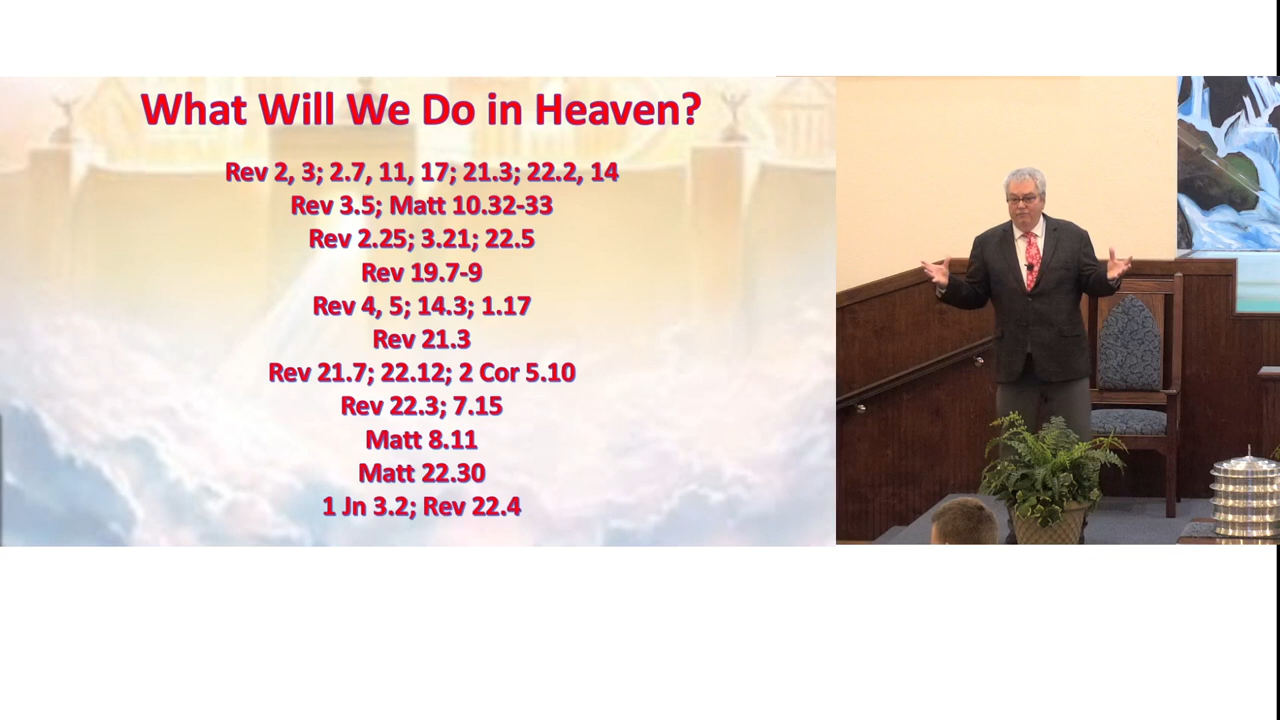 What Will We Do in Heaven?
Rev 2, 3; 2.7, 11, 17; 21.3; 22.2, 14
Rev 3.5; Matt 10.32-33
Rev 2.25; 3.21; 22.5
Rev 19.7-9
Rev 4, 5; 14.3; 1.17
Rev 21.3
Rev 21.7; 22.12; 2 Cor 5.10
Rev 22.3; 7.15
Matt 8.11
Matt 22.30
1 Jn 3.2; Rev 22.4